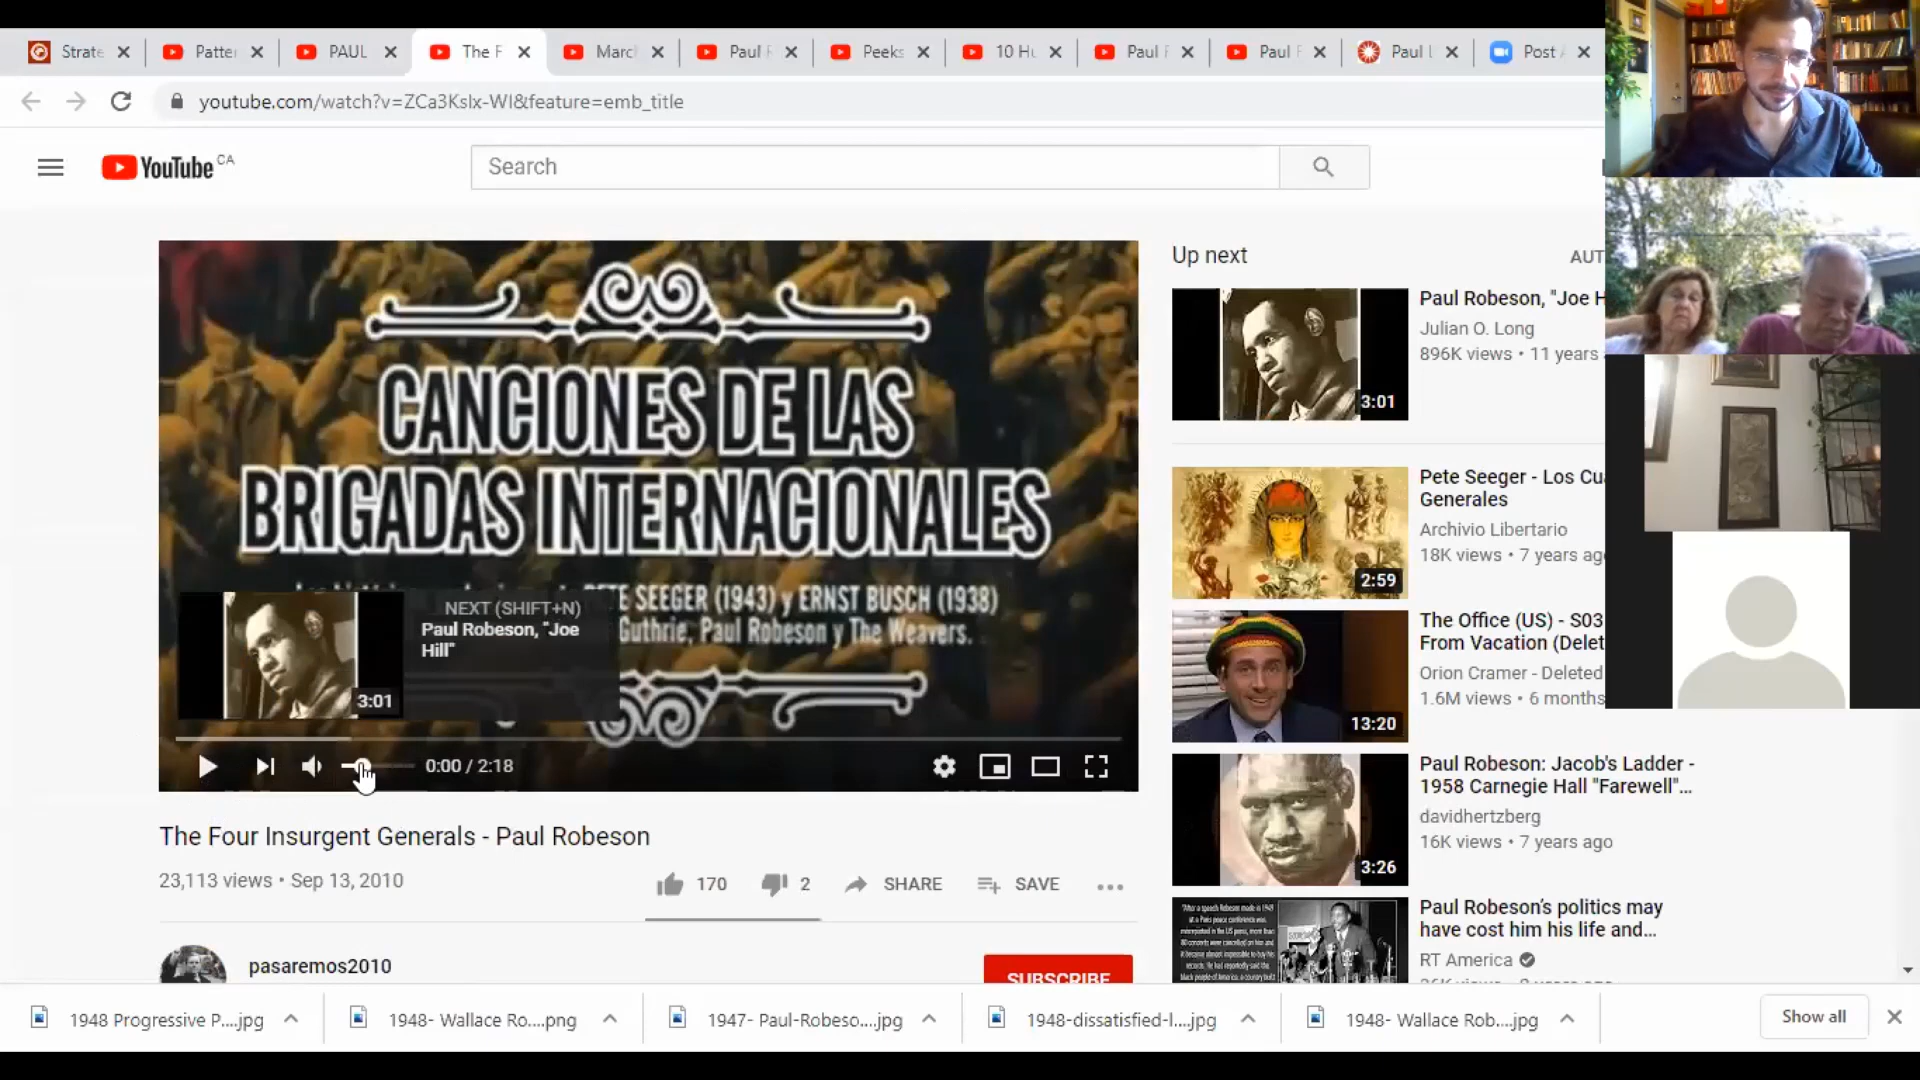 Strate
Patte
PAUL
The F
Marc
Paul
Peeks
10 Hu
Paul
Paul
Paul
Post
youtube.com/watch?v=ZCa3KsIx-WI&feature=emb_title
YouTube CA
Search
CANCIONES DE LAS
BRIGADAS INTERNACIONALES
PETE SEEGER (1943) y ERNST BUSCH (1938)
Guthrie, Paul Robeson y The Weavers.
NEXT (SHIFT+N)
Paul Robeson, "Joe
Hill"
3:01
0:00 / 2:18
The Four Insurgent Generals - Paul Robeson
23,113 views • Sep 13, 2010
170
2
SHARE
SAVE
pasaremos2010
SUBSCRIBE
Up next
AUT
Paul Robeson, "Joe H
Julian O. Long
896K views • 11 years
3:01
Pete Seeger - Los Cu
Generales
Archivio Libertario
18K views • 7 years ago
2:59
The Office (US) - S03
From Vacation (Delet
Orion Cramer - Deleted
1.6M views • 6 months
13:20
Paul Robeson: Jacob's Ladder -
1958 Carnegie Hall "Farewell"...
davidhertzberg
16K views • 7 years ago
3:26
Paul Robeson's politics may
have cost him his life and...
RT America
1948 Progressive P....jpg
1948- Wallace Ro....png
1947- Paul-Robeso....jpg
1948-dissatisfied-l....jpg
1948- Wallace Rob....jpg
Show all